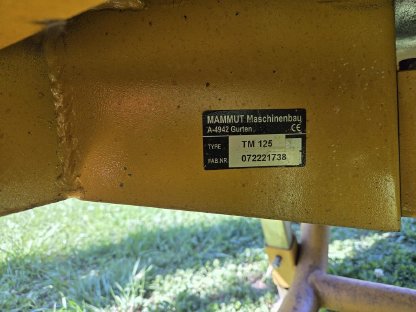 MAMMUT Maschinenbau
A-4942 Gurten
CE
TYPE TM 125
FAB.NR 072221738